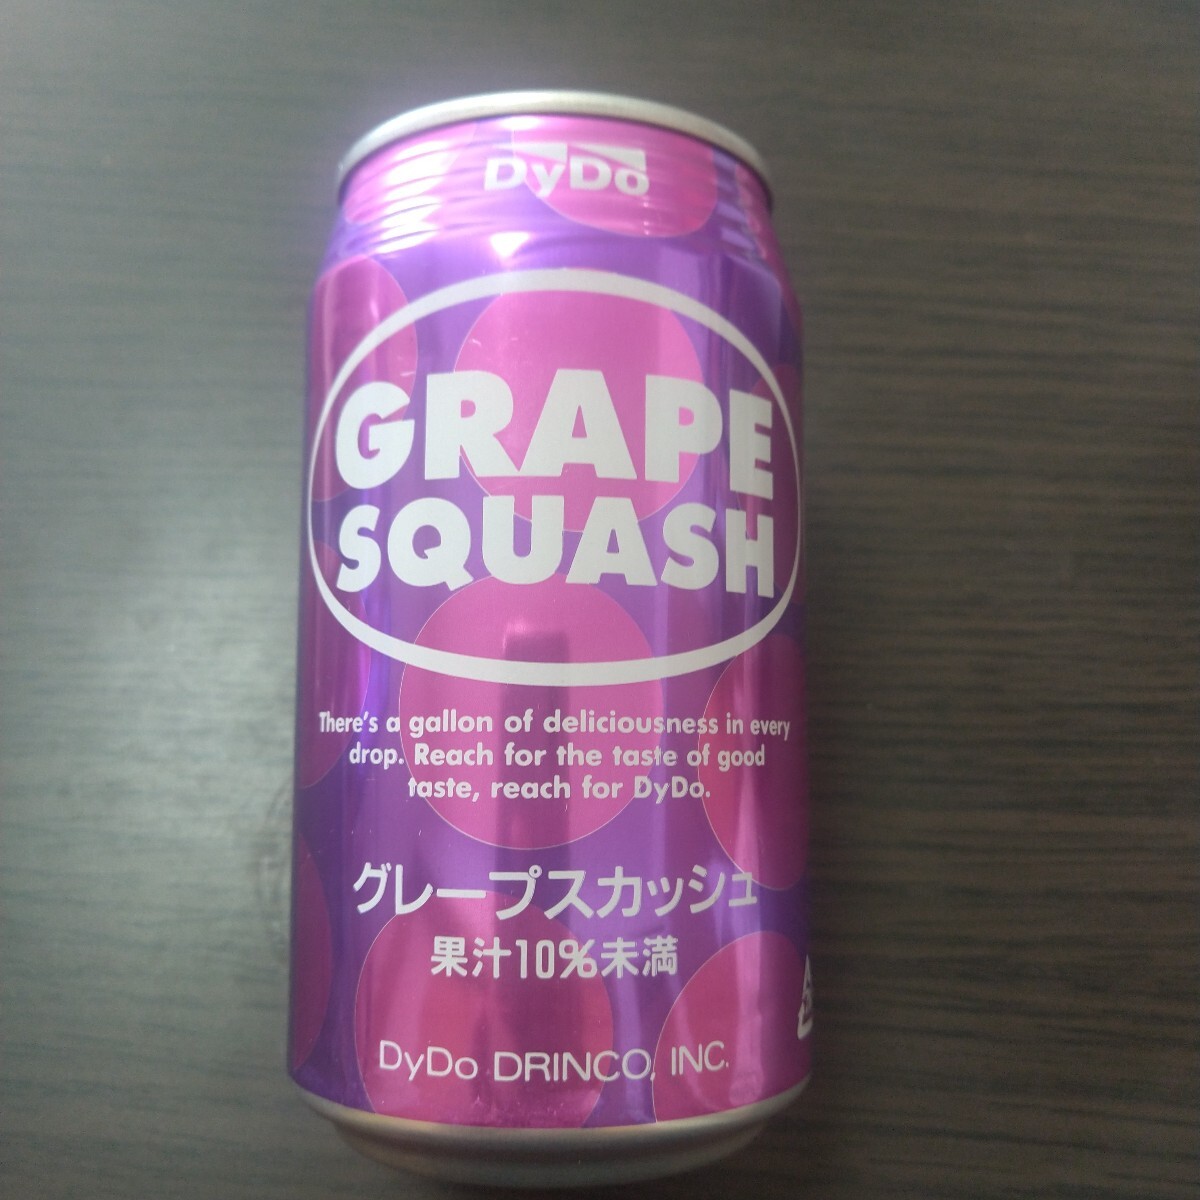 DyDo
GRAPE
SQUASH
There's a gallon of deliciousness in every
drop. Reach for the taste of good
taste, reach for DyDo.
グレープスカッシュ
果汁10%未満
DyDo DRINCO, INC.